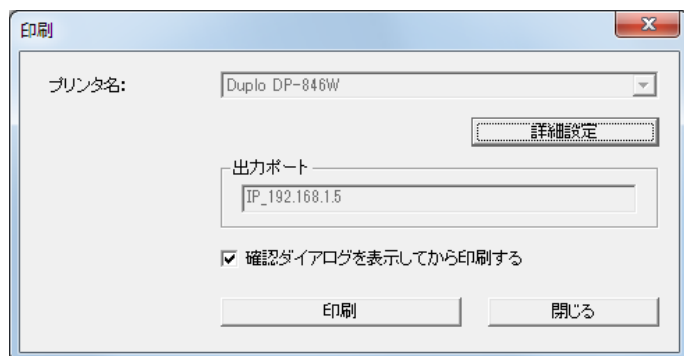 印刷
プリンタ名: Duplo DP-846W
詳細設定
出力ポート
IP_192.168.1.5
確認ダイアログを表示してから印刷する
印刷 閉じる